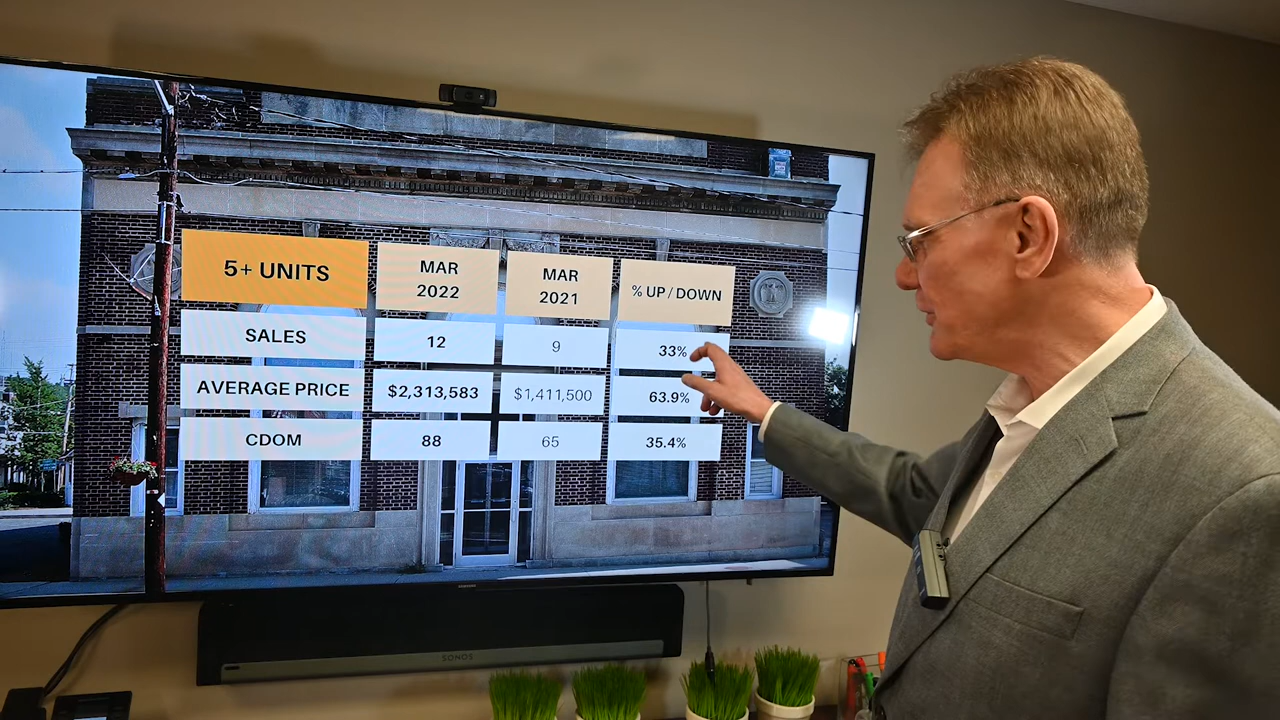 5+ UNITS
MAR
2022
MAR
2021
% UP / DOWN
SALES
12
9
33%
AVERAGE PRICE
$2,313,583
$1,411,500
63.9%
CDOM
88
65
35.4%
SAMSUNG
SONOS